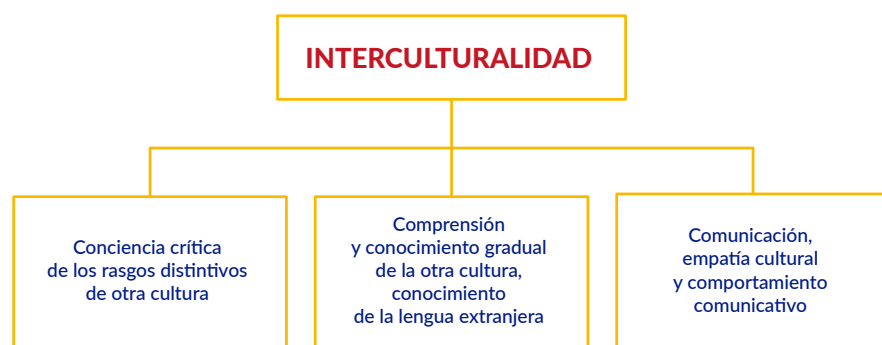 INTERCULTURALIDAD
Conciencia crítica
de los rasgos distintivos
de otra cultura
Comprensión
y conocimiento gradual
de la otra cultura,
conocimiento
de la lengua extranjera
Comunicación,
empatía cultural
y comportamiento
comunicativo